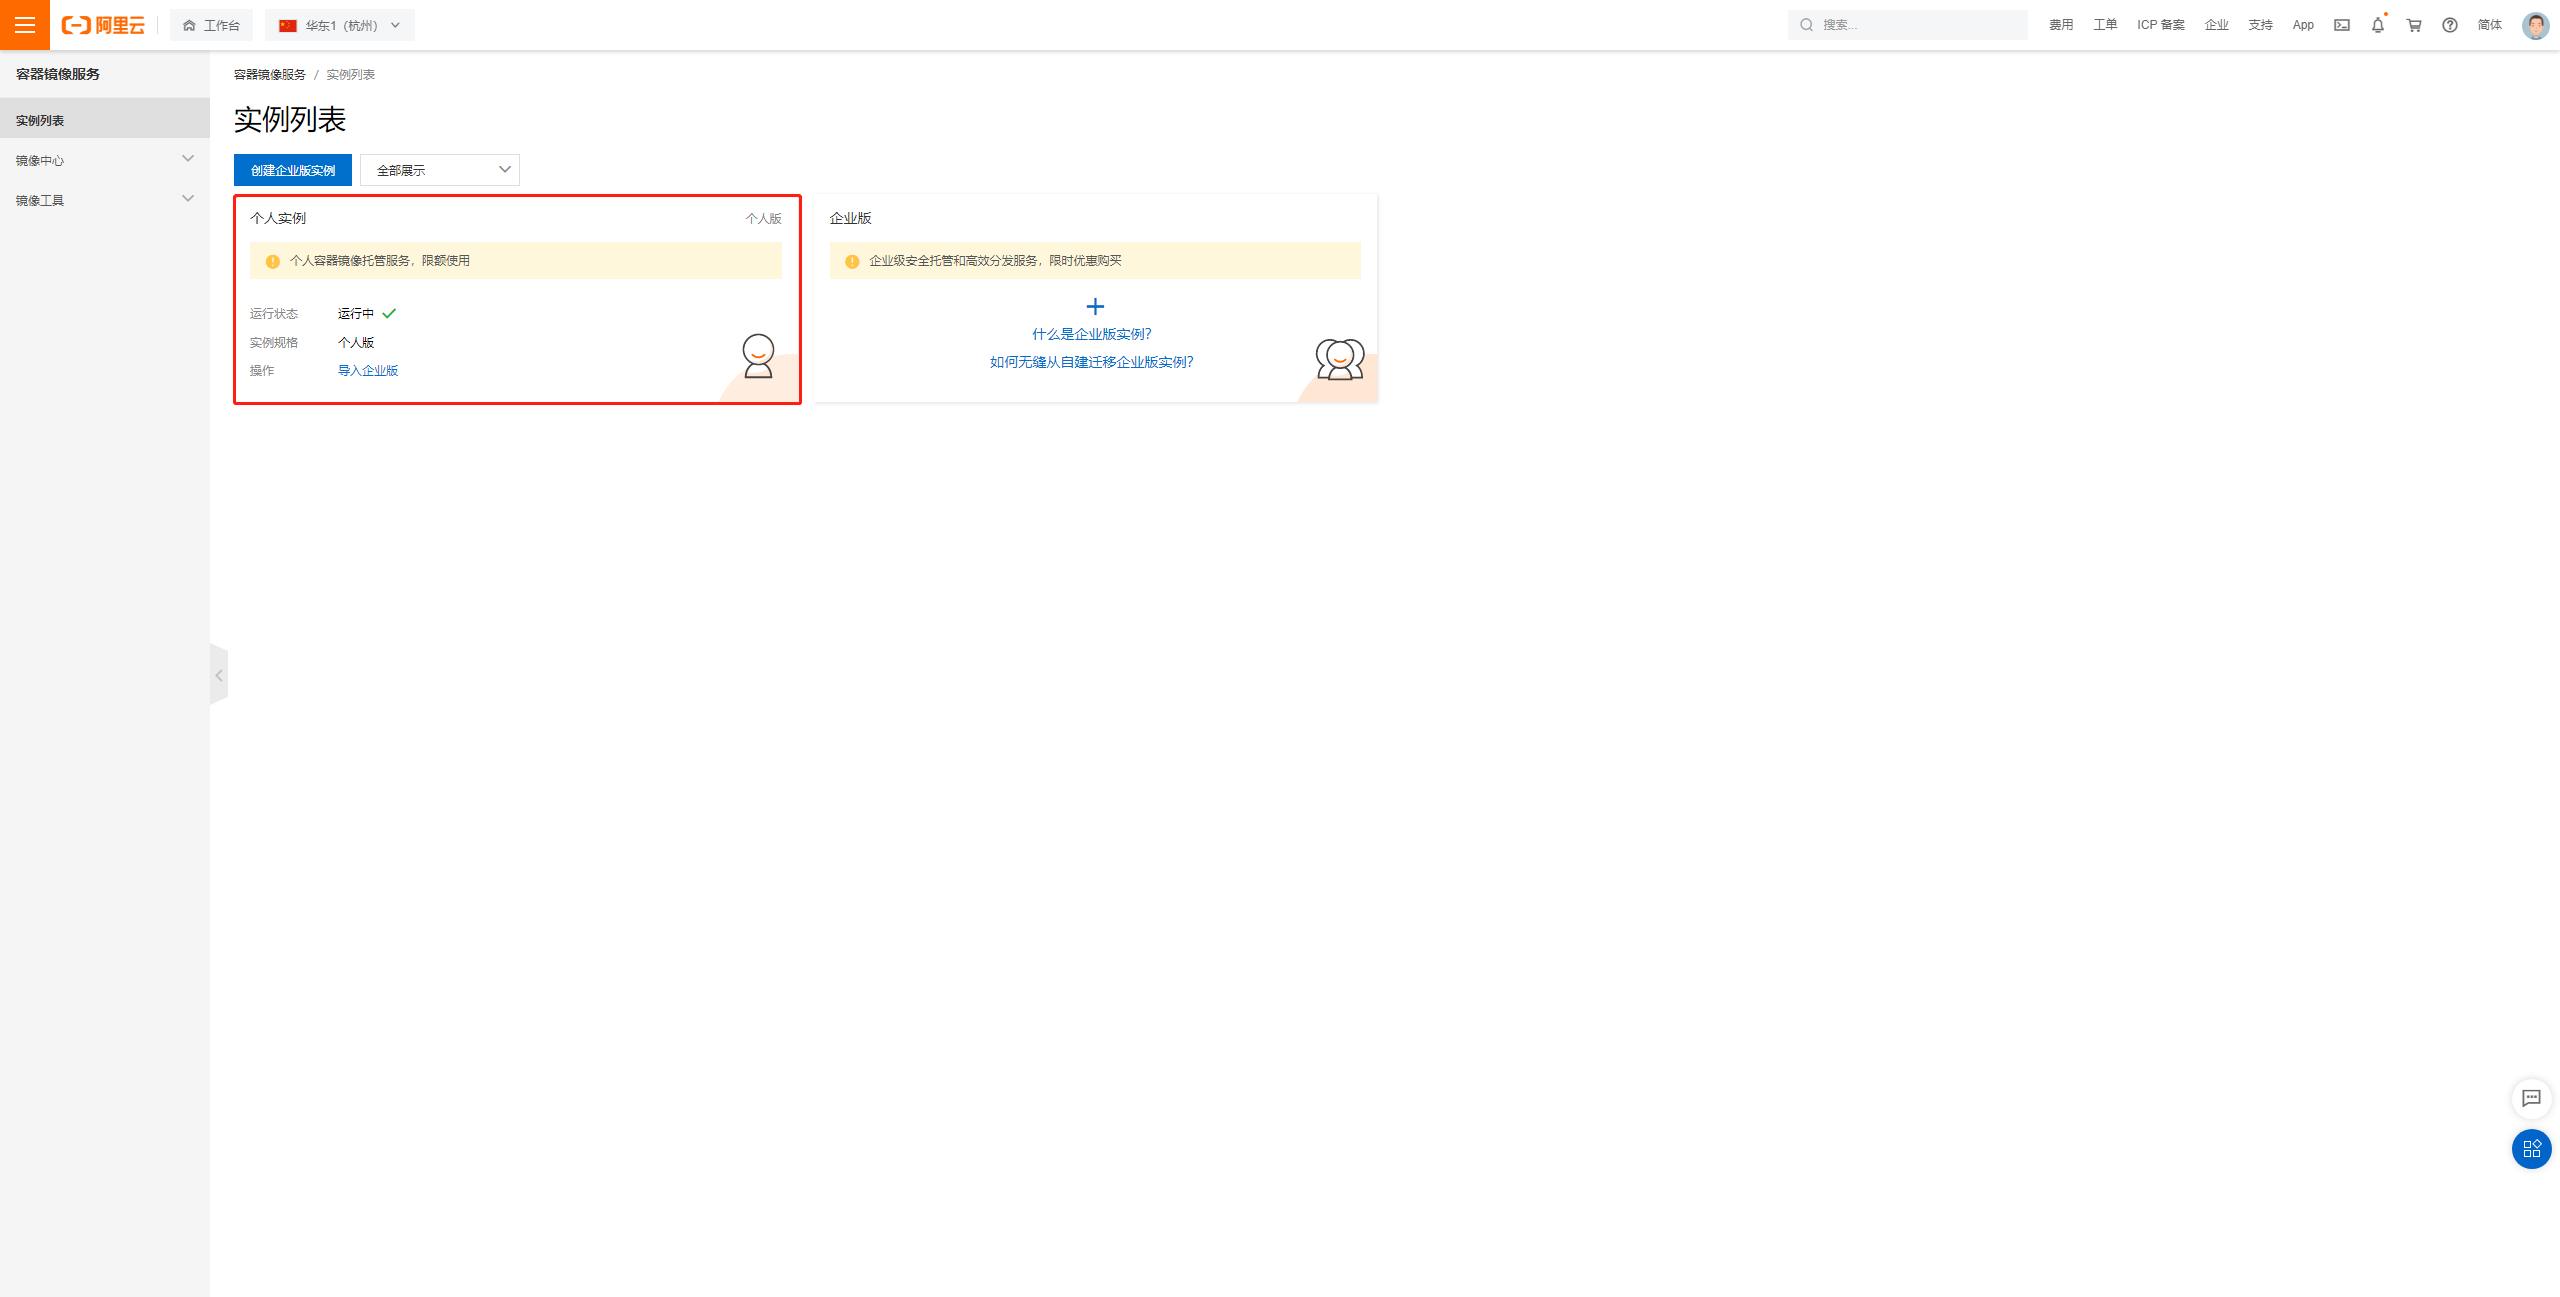 阿里云
工作台
华东1（杭州）
搜索...
费用
工单
ICP 备案
企业
支持
App
简体
容器镜像服务
实例列表
镜像中心
镜像工具
容器镜像服务 / 实例列表
实例列表
创建企业版实例
全部展示
个人实例
个人版
个人容器镜像托管服务，限额使用
运行状态 运行中
实例规格 个人版
操作 导入企业版
企业版
企业级安全托管和高效分发服务，限时优惠购买
什么是企业版实例？
如何无缝从自建迁移企业版实例？